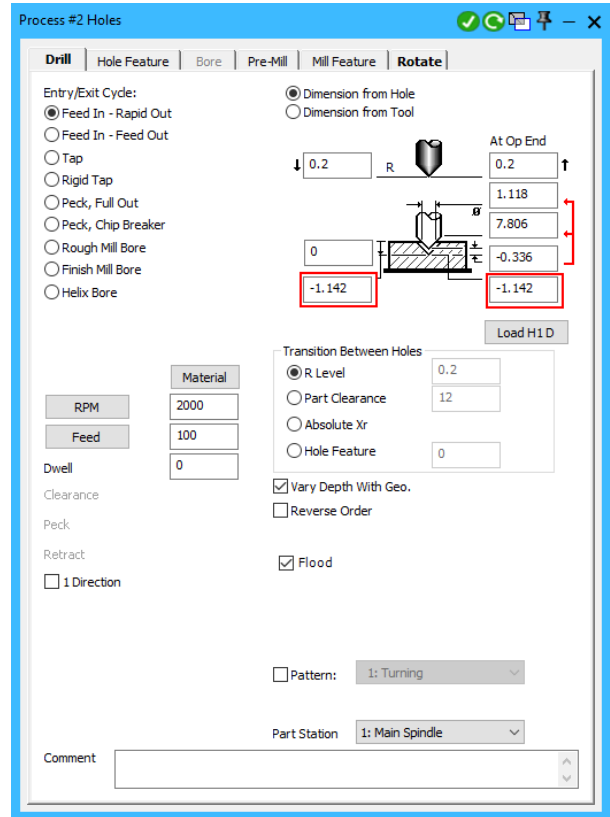 Process #2 Holes
Drill Hole Feature Bore Pre-Mill Mill Feature Rotate
Entry/Exit Cycle:
Feed In - Rapid Out
Feed In - Feed Out
Tap
Rigid Tap
Peck, Full Out
Peck, Chip Breaker
Rough Mill Bore
Finish Mill Bore
Helix Bore
Dimension from Hole
Dimension from Tool
At Op End
0.2 R 0.2
1.118
ø
7.806
0 -0.336
-1.142 -1.142
Load H1 D
Material
RPM 2000
Feed 100
Dwell 0
Clearance
Peck
Retract
1 Direction
Transition Between Holes
R Level 0.2
Part Clearance 12
Absolute Xr
Hole Feature 0
Vary Depth With Geo.
Reverse Order
Flood
Pattern: 1: Turning
Part Station 1: Main Spindle
Comment